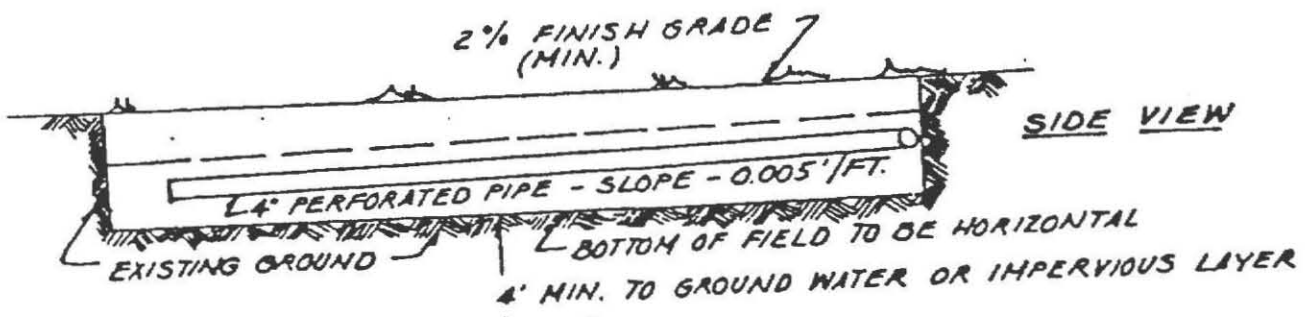 2% FINISH GRADE
(MIN.)
SIDE VIEW
4" PERFORATED PIPE - SLOPE - 0.005'/FT.
BOTTOM OF FIELD TO BE HORIZONTAL
EXISTING GROUND
4' MIN. TO GROUND WATER OR IMPERVIOUS LAYER